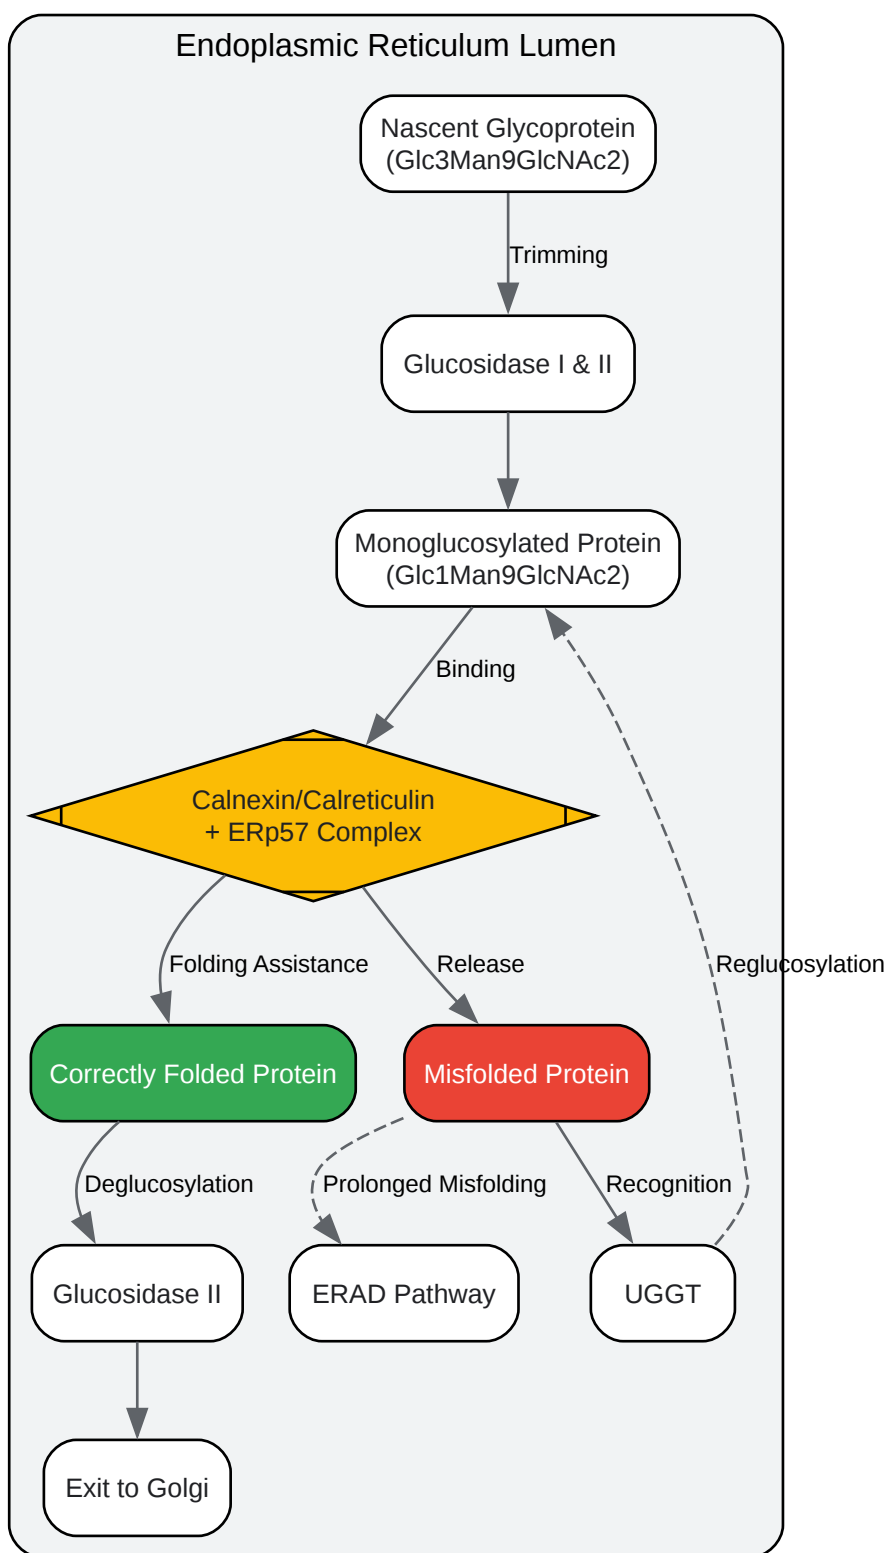 Endoplasmic Reticulum Lumen
Nascent Glycoprotein
(Glc3Man9GlcNAc2)
Trimming
Glucosidase I & II
Monoglucosylated Protein
(Glc1Man9GlcNAc2)
Binding
Calnexin/Calreticulin
+ ERp57 Complex
Folding Assistance
Release
Reglucosylation
Correctly Folded Protein
Misfolded Protein
Deglucosylation
Prolonged Misfolding
Recognition
Glucosidase II
ERAD Pathway
UGGT
Exit to Golgi